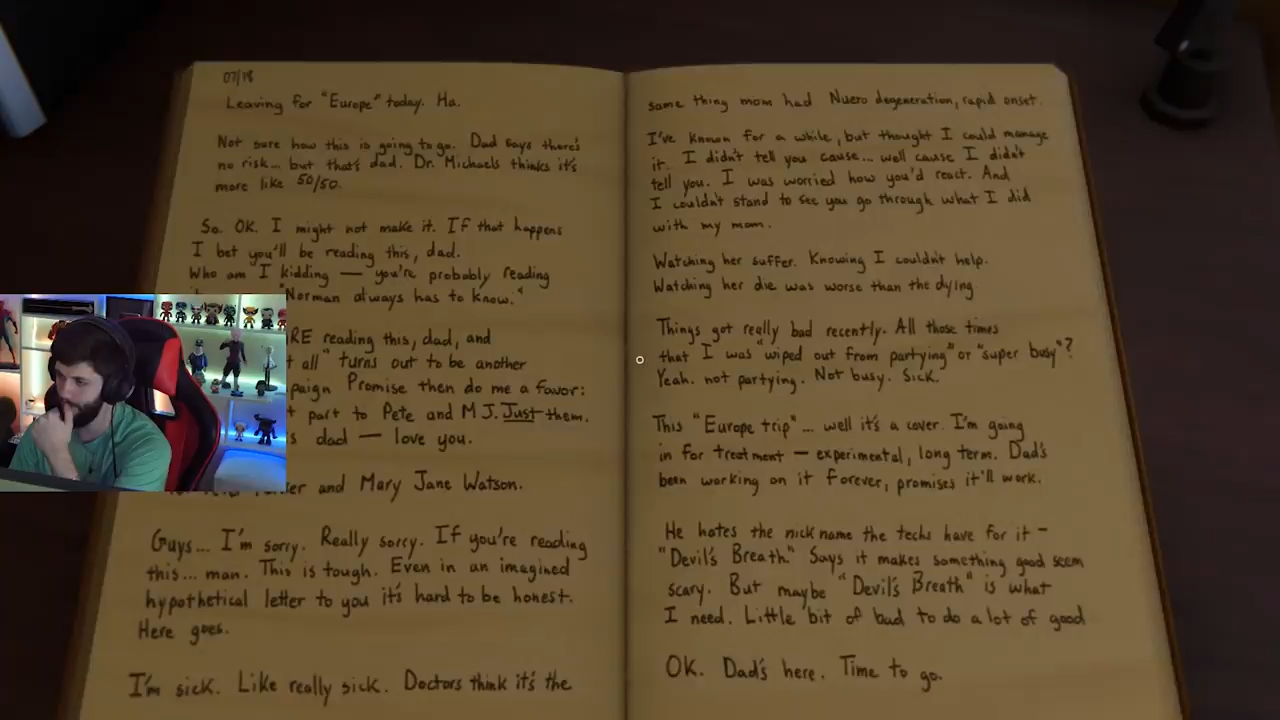 07/18
Leaving for "Europe" today. Ha.
Not sure how this is going to go. Dad says there's
no risk... but that's dad. Dr. Michaels thinks it's
more like 50/50.
So. OK. I might not make it. If that happens
I bet you'll be reading this, dad.
Who am I kidding — you're probably reading
"Norman always has to know."
RE reading this, dad, and
all" turns out to be another
paign Promise then do me a favor:
part to Pete and MJ. Just them.
dad — love you.
and Mary Jane Watson.
Guys... I'm sorry. Really sorry. If you're reading
this... man. This is tough. Even in an imagined
hypothetical letter to you it's hard to be honest.
Here goes.
I'm sick. Like really sick. Doctors think it's the
same thing mom had Nuero degeneration, rapid onset.
I've known for a while, but thought I could manage
it. I didn't tell you cause... well cause I didn't
tell you. I was worried how you'd react. And
I couldn't stand to see you go through what I did
with my mom.
Watching her suffer. Knowing I couldn't help.
Watching her die was worse than the dying
Things got really bad recently. All those times
that I was "wiped out from partying" or "super busy"?
Yeah. not partying. Not busy. Sick.
This "Europe trip"... well it's a cover. I'm going
in for treatment — experimental, long term. Dad's
been working on it forever, promises it'll work.
He hates the nickname the techs have for it —
"Devil's Breath." Says it makes something good seem
scary. But maybe "Devil's Breath" is what
I need. Little bit of bad to do a lot of good
OK. Dad's here. Time to go.